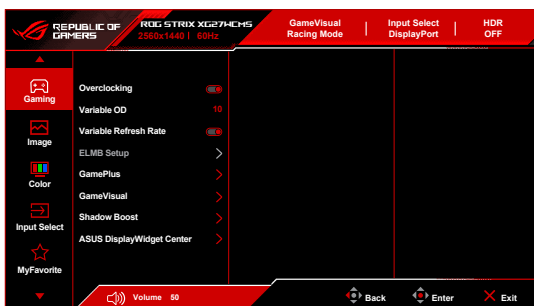 REPUBLIC OF
GAMERS
ROG STRIX XG27HCMS
2560x1440 | 60Hz
GameVisual
Racing Mode
Input Select
DisplayPort
HDR
OFF
Gaming
Image
Color
Input Select
MyFavorite
Overclocking
Variable OD 10
Variable Refresh Rate
ELMB Setup
GamePlus
GameVisual
Shadow Boost
ASUS DisplayWidget Center
Volume 50
Back
Enter
Exit